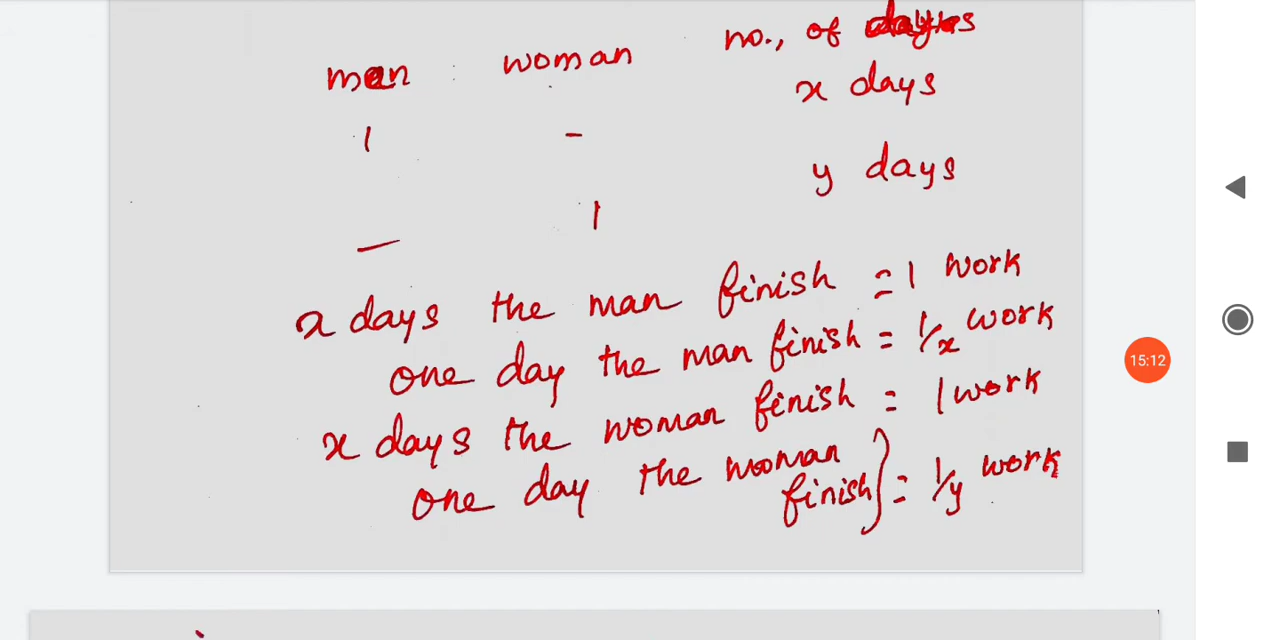 man : woman no., of days
x days
1 -
y days
1
—
x days the man finish = 1 work
one day the man finish = 1/x work
x days the woman finish = 1 work
one day the woman
finish } = 1/y work
15:12